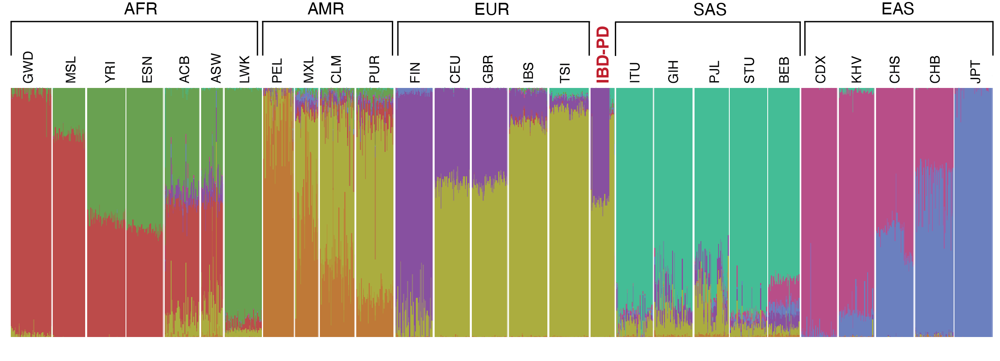 AFR AMR EUR SAS EAS
GWD MSL YRI ESN ACB ASW LWK PEL MXL CLM PUR FIN CEU GBR IBS TSI IBD-PD ITU GIH PJL STU BEB CDX KHV CHS CHB JPT